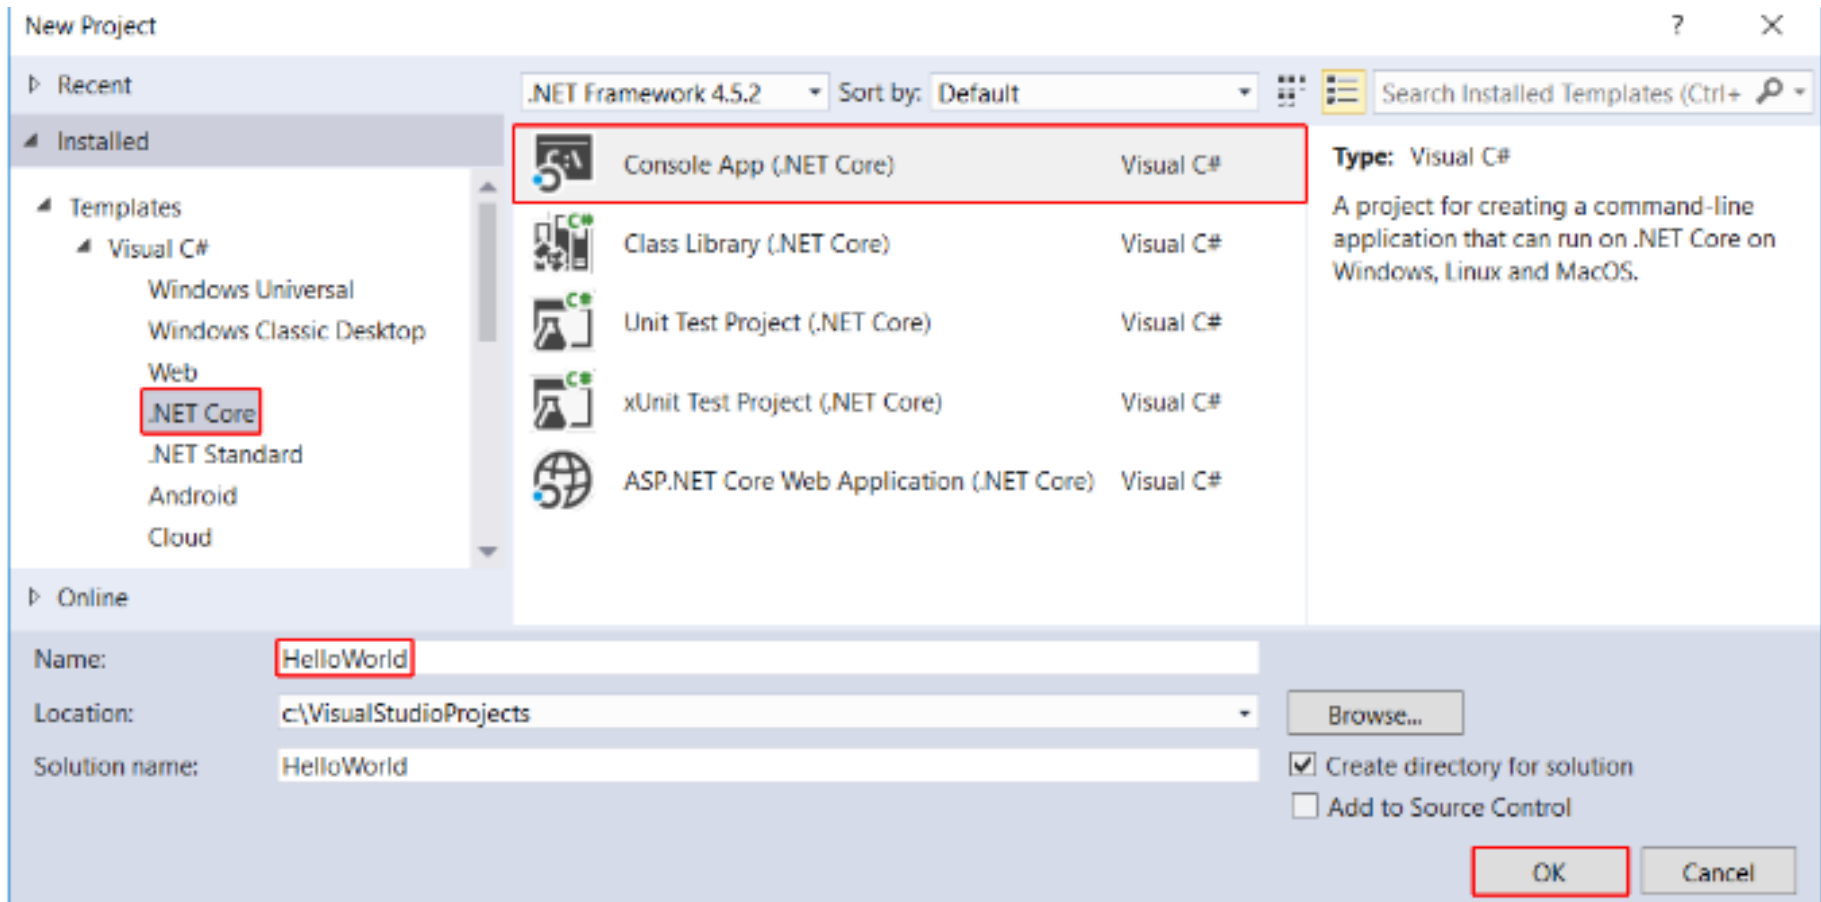 New Project
?
Recent
.NET Framework 4.5.2
Sort by:
Default
Search Installed Templates (Ctrl+
Installed
Templates
Visual C#
Windows Universal
Windows Classic Desktop
Web
.NET Core
.NET Standard
Android
Cloud
Online
C:\
Console App (.NET Core) Visual C#
C#
Class Library (.NET Core) Visual C#
C#
Unit Test Project (.NET Core) Visual C#
C#
xUnit Test Project (.NET Core) Visual C#
ASP.NET Core Web Application (.NET Core) Visual C#
Type: Visual C#
A project for creating a command-line
application that can run on .NET Core on
Windows, Linux and MacOS.
Name: HelloWorld
Location: c:\VisualStudioProjects
Browse...
Solution name: HelloWorld
Create directory for solution
Add to Source Control
OK
Cancel